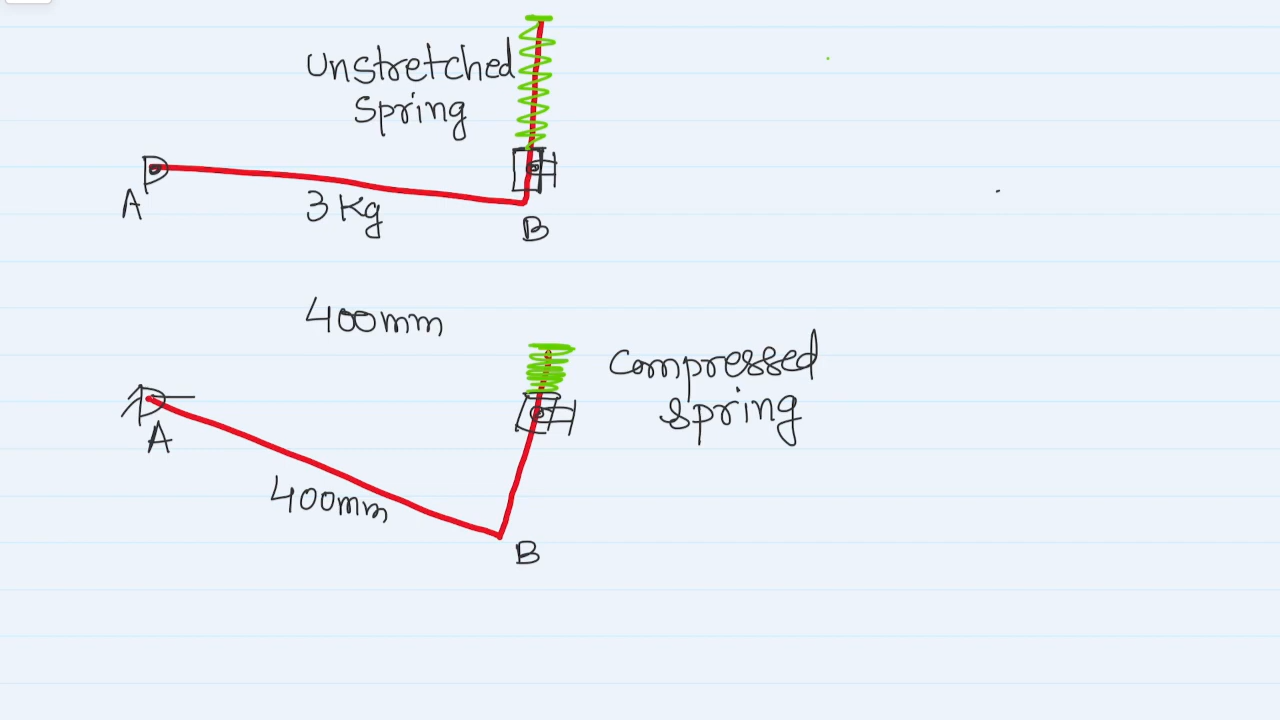 Unstretched
Spring
A
3 Kg
B
400mm
Compressed
Spring
A
400mm
B